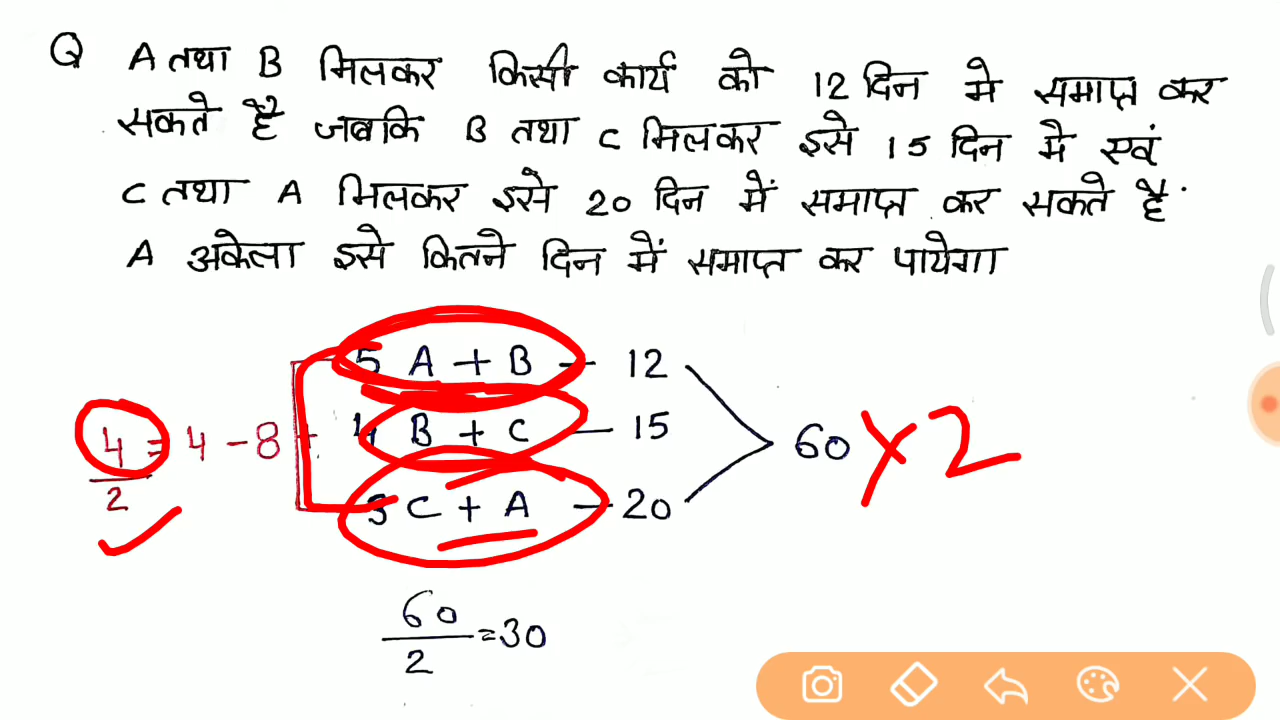 Q A तथा B मिलकर किसी कार्य को 12 दिन मे समाप्त कर
सकते है जबकि B तथा C मिलकर इसे 15 दिन मे एवं
C तथा A मिलकर इसे 20 दिन में समाप्त कर सकते है.
A अकेला इसे कितने दिन में समाप्त कर पायेगा
5 A + B — 12
4/2 = 4 - 8 4 B + C — 15 60 X 2
3 C + A — 20
60/2 = 30